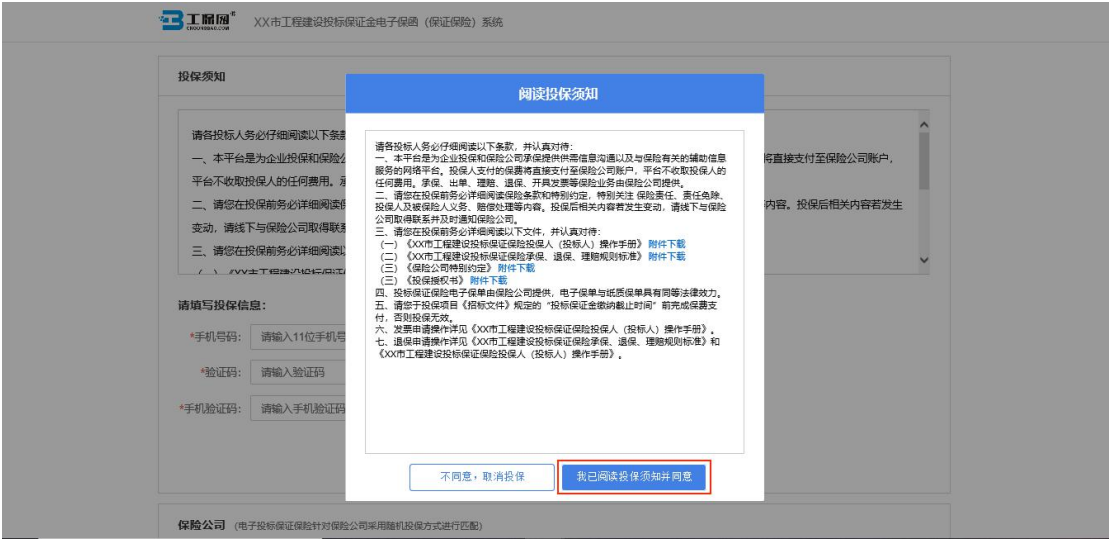 工保网®
XX市工程建设投标保证金电子保函（保证保险）系统
投保须知
请各投标人务必仔细阅读以下条款
一、本平台是为企业投保和保险公
将直接支付至保险公司账户，
平台不收取投保人的任何费用。承
二、请您在投保前务必详细阅读保
内容。投保后相关内容若发生
变动，请线下与保险公司取得联系
三、请您在投保前务必详细阅读以
请填写投保信息：
*手机号码： 请输入11位手机号
*验证码： 请输入验证码
*手机验证码： 请输入手机验证码
阅读投保须知
请各投标人务必仔细阅读以下条款，并认真对待：
一、本平台是为企业投保和保险公司承保提供供需信息沟通以及与保险有关的辅助信息
服务的网络平台。投保人支付的保费将直接支付至保险公司账户，平台不收取投保人的
任何费用。承保、出单、理赔、退保、开具发票等保险业务由保险公司提供。
二、请您在投保前务必详细阅读保险条款和特别约定，特别关注 保险责任、责任免除、
投保人及被保险人义务、赔偿处理等内容。投保后相关内容若发生变动，请线下与保险
公司取得联系并及时通知保险公司。
三、请您在投保前务必详细阅读以下文件，并认真对待：
（一）《XX市工程建设投标保证保险投保人（投标人）操作手册》 附件下载
（二）《XX市工程建设投标保证保险承保、退保、理赔规则标准》 附件下载
（三）《保险公司特别约定》 附件下载
（三）《投保授权书》 附件下载
四、投标保证保险电子保单由保险公司提供，电子保单与纸质保单具有同等法律效力。
五、请您于投保项目《招标文件》规定的“投标保证金缴纳截止时间”前完成保费支
付，否则投保无效。
六、发票申请操作详见《XX市工程建设投标保证保险投保人（投标人）操作手册》。
七、退保申请操作详见《XX市工程建设投标保证保险承保、退保、理赔规则标准》和
《XX市工程建设投标保证保险投保人（投标人）操作手册》。
不同意，取消投保
我已阅读投保须知并同意
保险公司 （电子投标保证保险针对保险公司采用随机投保方式进行匹配）